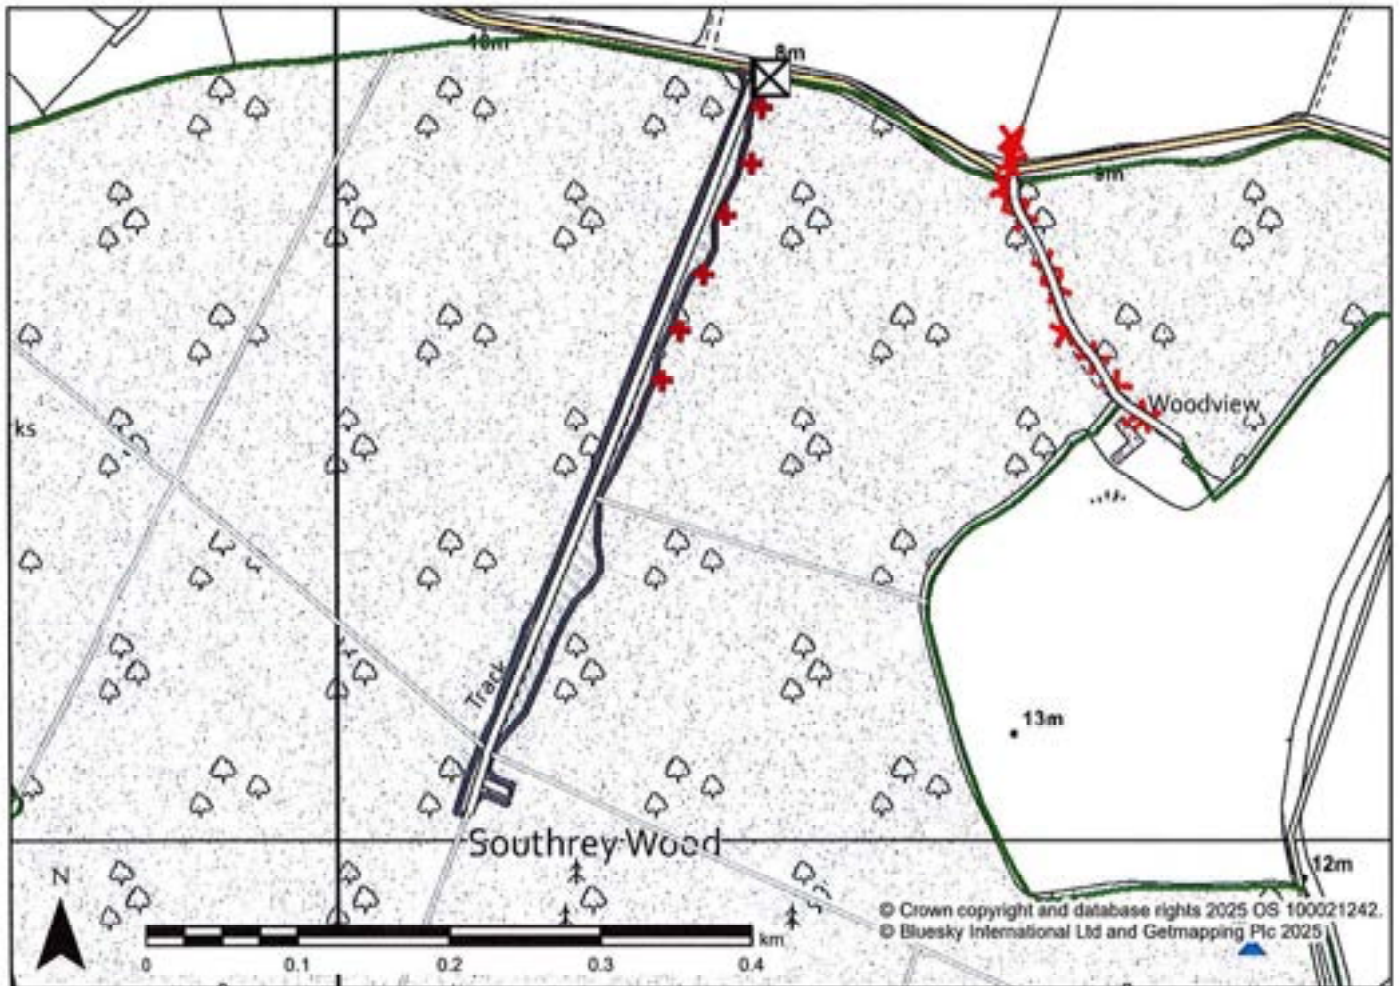 10m
8m
9m
Woodview
ks
Track
13m
Southrey Wood
12m
N
© Crown copyright and database rights 2025 OS 100021242.
© Bluesky International Ltd and Getmapping Plc 2025
km
0 0.1 0.2 0.3 0.4